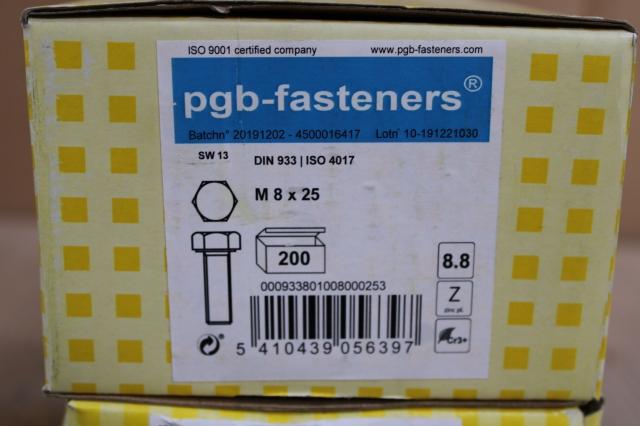 ISO 9001 certified company www.pgb-fasteners.com
pgb-fasteners®
Batchn° 20191202 - 4500016417 Lotn° 10-191221030
SW 13 DIN 933 | ISO 4017
M 8 x 25
200
8.8
0009338010080000253
Z
zinc pl.
Cr3+
5 410439 056397